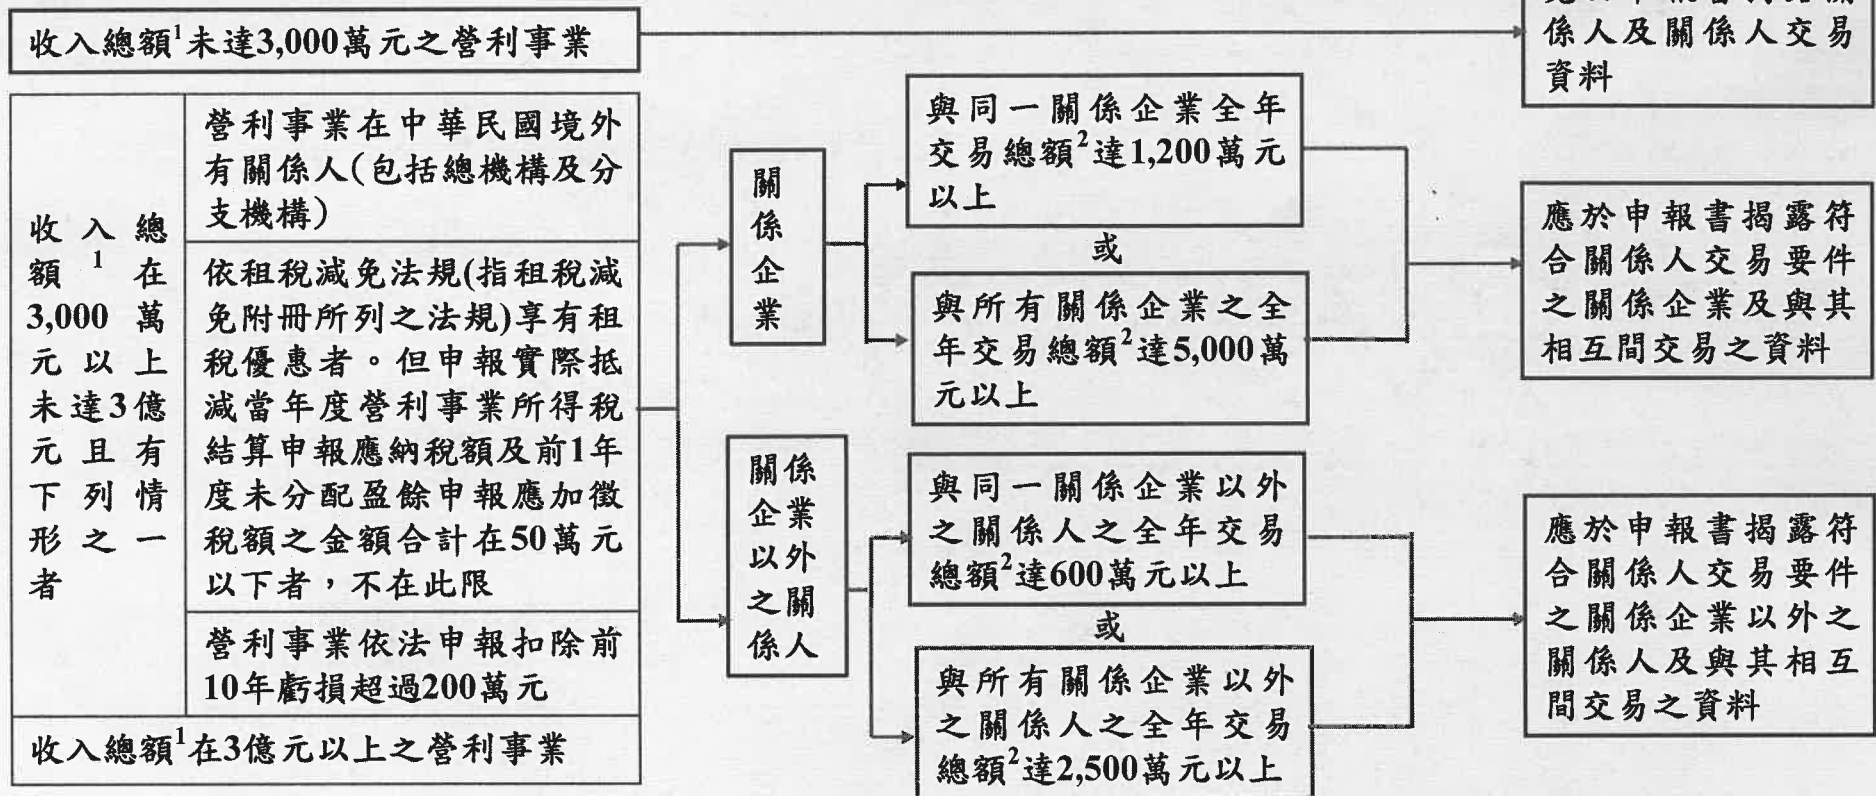 收入總額1未達3,000萬元之營利事業
係人及關係人交易
資料
收入總
額1在
3,000萬
元以上
未達3億
元且有
下列情
形之一
者
營利事業在中華民國境外
有關係人(包括總機構及分
支機構)
依租稅減免法規(指租稅減
免附冊所列之法規)享有租
稅優惠者。但申報實際抵
減當年度營利事業所得稅
結算申報應納稅額及前1年
度未分配盈餘申報應加徵
稅額之金額合計在50萬元
以下者,不在此限
營利事業依法申報扣除前
10年虧損超過200萬元
收入總額1在3億元以上之營利事業
關
係
企
業
與同一關係企業全年
交易總額2達1,200萬元
以上
或
與所有關係企業之全
年交易總額2達5,000萬
元以上
應於申報書揭露符
合關係人交易要件
之關係企業及與其
相互間交易之資料
關係
企業
以外
之關
係人
與同一關係企業以外
之關係人之全年交易
總額2達600萬元以上
或
與所有關係企業以外
之關係人之全年交易
總額2達2,500萬元以上
應於申報書揭露符
合關係人交易要件
之關係企業以外之
關係人及與其相互
間交易之資料